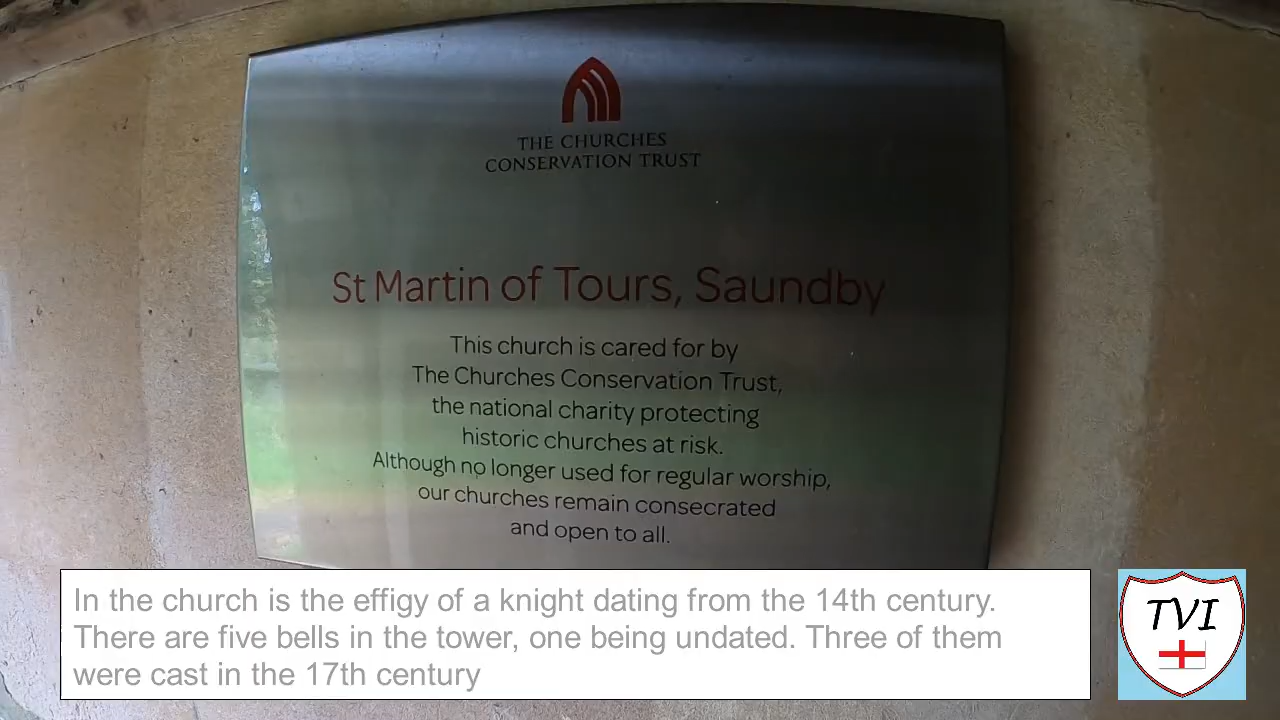 THE CHURCHES
CONSERVATION TRUST
St Martin of Tours, Saundby
This church is cared for by
The Churches Conservation Trust,
the national charity protecting
historic churches at risk.
Although no longer used for regular worship,
our churches remain consecrated
and open to all.
In the church is the effigy of a knight dating from the 14th century.
There are five bells in the tower, one being undated. Three of them
were cast in the 17th century
TVI